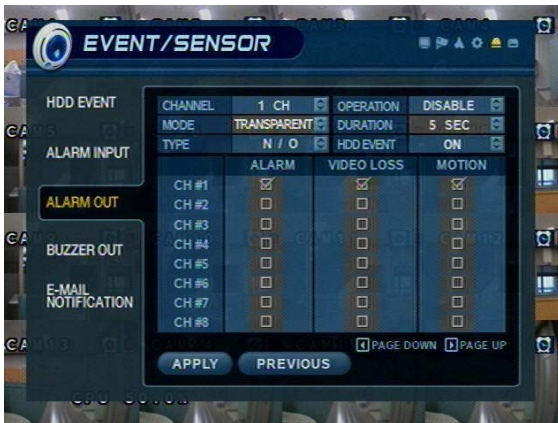 EVENT/SENSOR
HDD EVENT
ALARM INPUT
ALARM OUT
BUZZER OUT
E-MAIL
NOTIFICATION
CHANNEL 1 CH OPERATION DISABLE
MODE TRANSPARENT DURATION 5 SEC
TYPE N / O HDD EVENT ON
ALARM VIDEO LOSS MOTION
CH #1
CH #2
CH #3
CH #4
CH #5
CH #6
CH #7
CH #8
PAGE DOWN PAGE UP
APPLY PREVIOUS